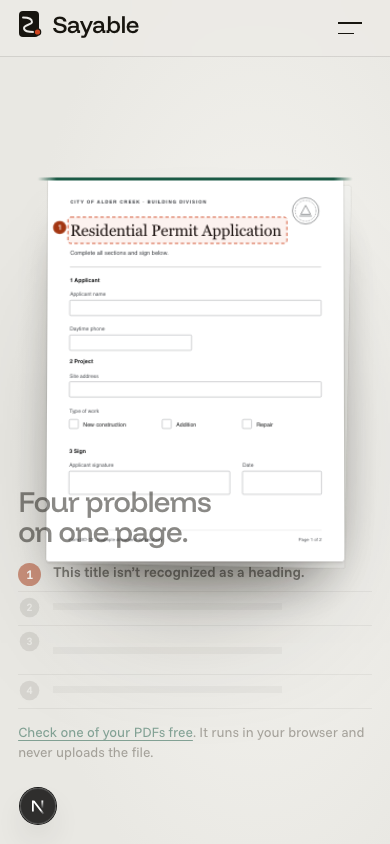 Sayable
CITY OF ALDER CREEK · BUILDING DIVISION
1
Residential Permit Application
Complete all sections and sign below.
1 Applicant
Applicant name
Daytime phone
2 Project
Site address
Type of work
New construction
Addition
Repair
3 Sign
Applicant signature
Date
Page 1 of 2
Four problems
on one page.
1 This title isn't recognized as a heading.
2
3
4
Check one of your PDFs free. It runs in your browser and
never uploads the file.
N